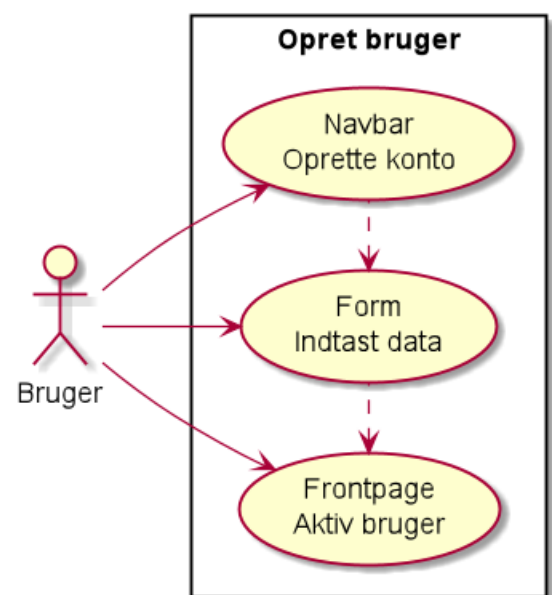 Opret bruger
Navbar
Oprette konto
Form
Indtast data
Bruger
Frontpage
Aktiv bruger